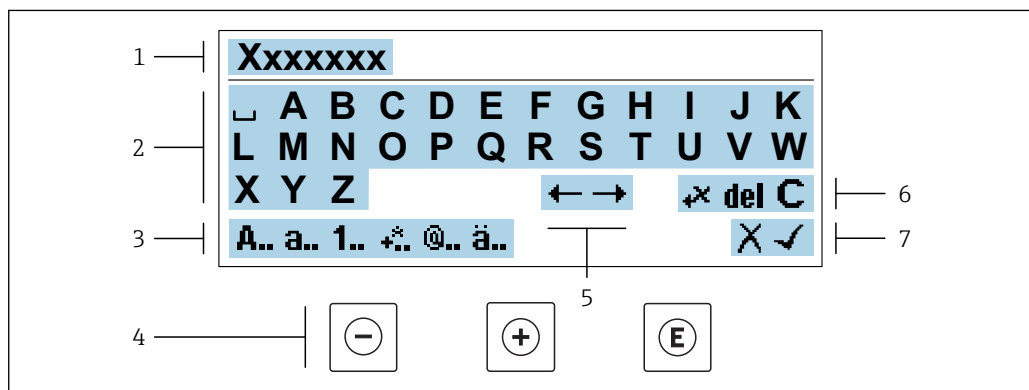 1 Xxxxxxx
2 ␣ A B C D E F G H I J K
L M N O P Q R S T U V W
X Y Z ← → +x del C 6
3 A.. a.. 1.. +*.. @.. ä.. X ✓ 7
5
4 − + E